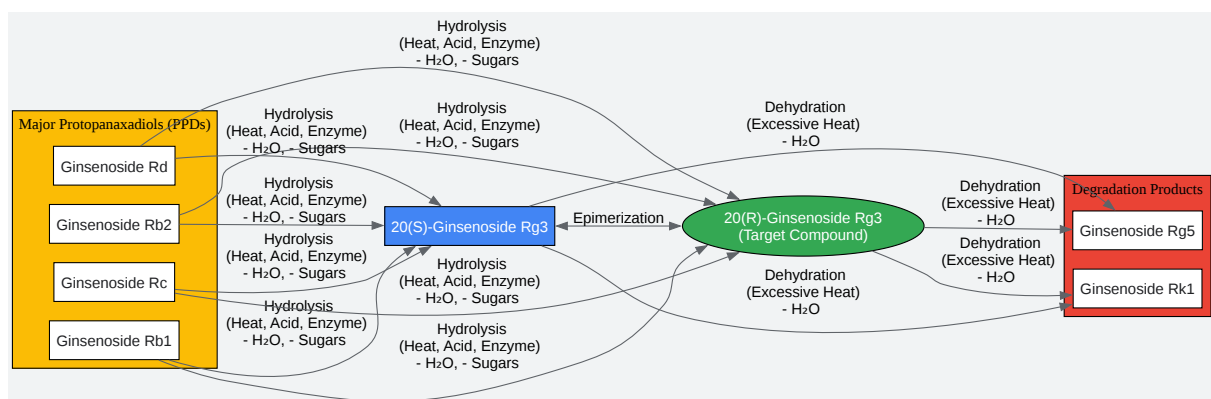 Major Protopanaxadiols (PPDs)
Ginsenoside Rd
Ginsenoside Rb2
Ginsenoside Rc
Ginsenoside Rb1
Hydrolysis
(Heat, Acid, Enzyme)
- H₂O, - Sugars
Hydrolysis
(Heat, Acid, Enzyme)
- H₂O, - Sugars
Hydrolysis
(Heat, Acid, Enzyme)
- H₂O, - Sugars
Hydrolysis
(Heat, Acid, Enzyme)
- H₂O, - Sugars
Hydrolysis
(Heat, Acid, Enzyme)
- H₂O, - Sugars
Hydrolysis
(Heat, Acid, Enzyme)
- H₂O, - Sugars
20(S)-Ginsenoside Rg3
Hydrolysis
(Heat, Acid, Enzyme)
- H₂O, - Sugars
Hydrolysis
(Heat, Acid, Enzyme)
- H₂O, - Sugars
Epimerization
Dehydration
(Excessive Heat)
- H₂O
20(R)-Ginsenoside Rg3
(Target Compound)
Dehydration
(Excessive Heat)
- H₂O
Dehydration
(Excessive Heat)
- H₂O
Dehydration
(Excessive Heat)
- H₂O
Degradation Products
Ginsenoside Rg5
Ginsenoside Rk1